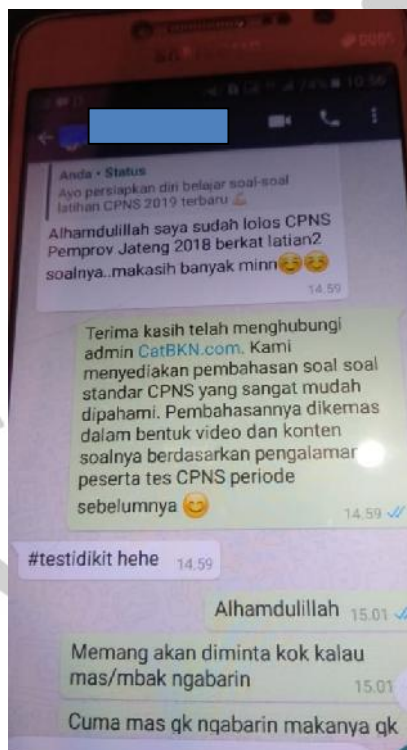 74% 10.56
Anda • Status
Ayo persiapkan diri belajar soal-soal
latihan CPNS 2019 terbaru 💪
Alhamdulillah saya sudah lolos CPNS
Pemprov Jateng 2018 berkat latian2
soalnya..makasih banyak minn☺️☺️
14.59
Terima kasih telah menghubungi
admin CatBKN.com. Kami
menyediakan pembahasan soal soal
standar CPNS yang sangat mudah
dipahami. Pembahasannya dikemas
dalam bentuk video dan konten
soalnya berdasarkan pengalaman
peserta tes CPNS periode
sebelumnya 😊
14.59
#testidikit hehe 14.59
Alhamdulillah 15.01
Memang akan diminta kok kalau
mas/mbak ngabarin
15.01
Cuma mas gk ngabarin makanya gk